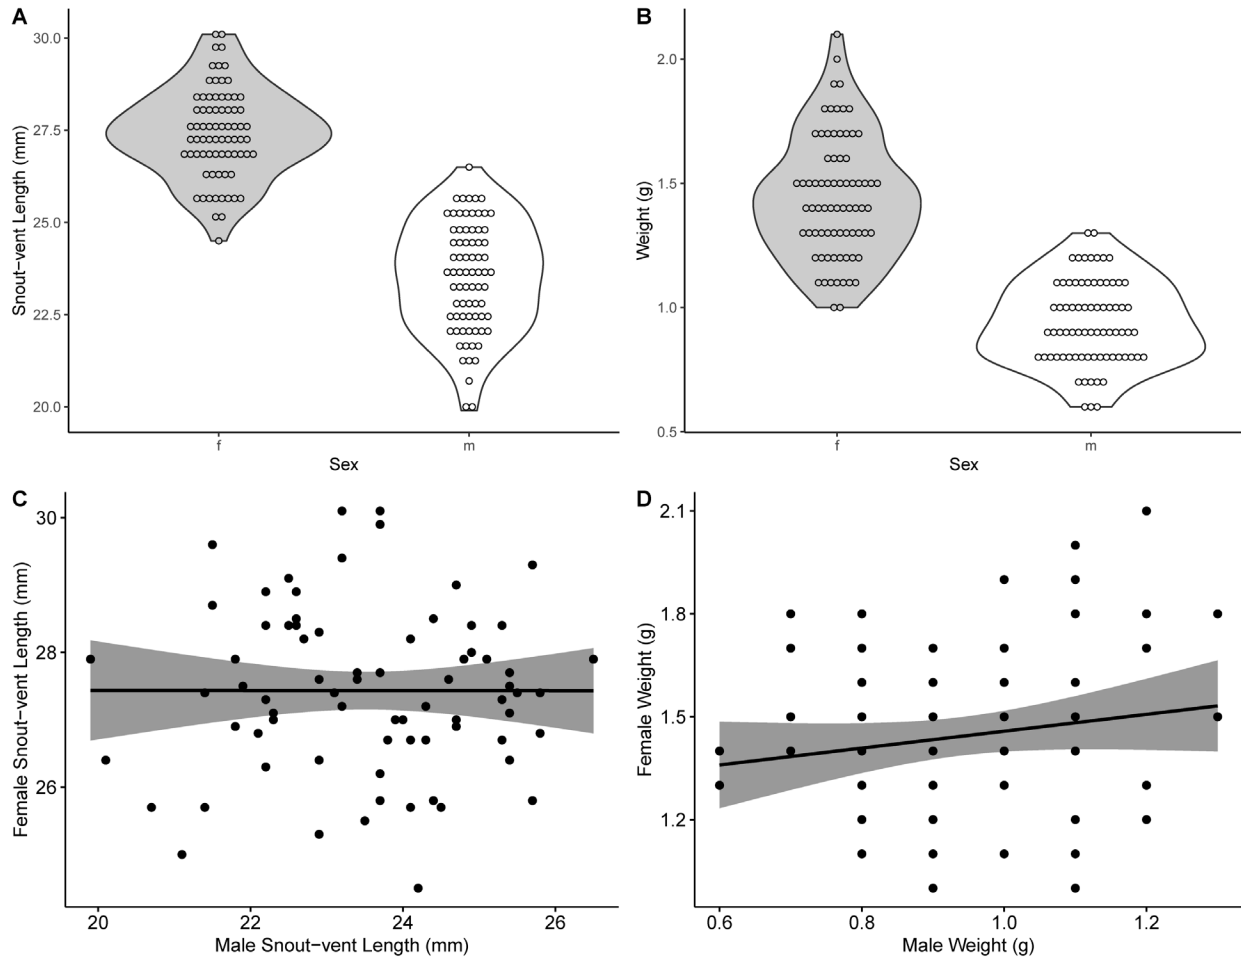 A
Snout−vent Length (mm)
30.0
27.5
25.0
22.5
20.0
f
m
Sex
B
Weight (g)
2.0
1.5
1.0
0.5
f
m
Sex
C
Female Snout−vent Length (mm)
30
28
26
20
22
24
26
Male Snout−vent Length (mm)
D
Female Weight (g)
2.1
1.8
1.5
1.2
0.6
0.8
1.0
1.2
Male Weight (g)